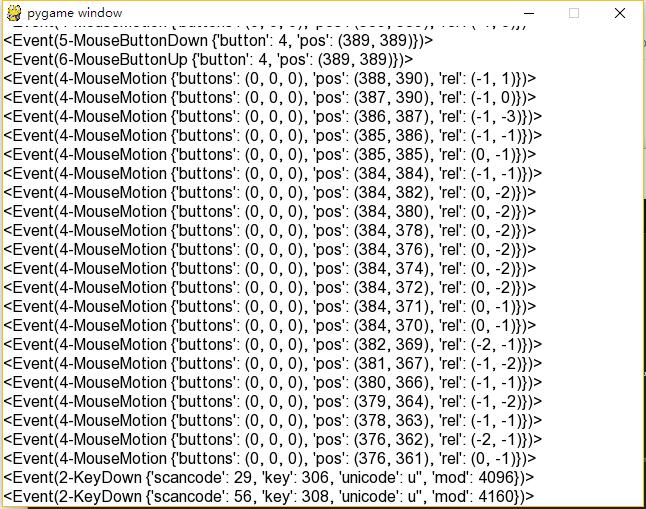 pygame window
<Event(5-MouseButtonDown {'button': 4, 'pos': (389, 389)})>
<Event(6-MouseButtonUp {'button': 4, 'pos': (389, 389)})>
<Event(4-MouseMotion {'buttons': (0, 0, 0), 'pos': (388, 390), 'rel': (-1, 1)})>
<Event(4-MouseMotion {'buttons': (0, 0, 0), 'pos': (387, 390), 'rel': (-1, 0)})>
<Event(4-MouseMotion {'buttons': (0, 0, 0), 'pos': (386, 387), 'rel': (-1, -3)})>
<Event(4-MouseMotion {'buttons': (0, 0, 0), 'pos': (385, 386), 'rel': (-1, -1)})>
<Event(4-MouseMotion {'buttons': (0, 0, 0), 'pos': (385, 385), 'rel': (0, -1)})>
<Event(4-MouseMotion {'buttons': (0, 0, 0), 'pos': (384, 384), 'rel': (-1, -1)})>
<Event(4-MouseMotion {'buttons': (0, 0, 0), 'pos': (384, 382), 'rel': (0, -2)})>
<Event(4-MouseMotion {'buttons': (0, 0, 0), 'pos': (384, 380), 'rel': (0, -2)})>
<Event(4-MouseMotion {'buttons': (0, 0, 0), 'pos': (384, 378), 'rel': (0, -2)})>
<Event(4-MouseMotion {'buttons': (0, 0, 0), 'pos': (384, 376), 'rel': (0, -2)})>
<Event(4-MouseMotion {'buttons': (0, 0, 0), 'pos': (384, 374), 'rel': (0, -2)})>
<Event(4-MouseMotion {'buttons': (0, 0, 0), 'pos': (384, 372), 'rel': (0, -2)})>
<Event(4-MouseMotion {'buttons': (0, 0, 0), 'pos': (384, 371), 'rel': (0, -1)})>
<Event(4-MouseMotion {'buttons': (0, 0, 0), 'pos': (384, 370), 'rel': (0, -1)})>
<Event(4-MouseMotion {'buttons': (0, 0, 0), 'pos': (382, 369), 'rel': (-2, -1)})>
<Event(4-MouseMotion {'buttons': (0, 0, 0), 'pos': (381, 367), 'rel': (-1, -2)})>
<Event(4-MouseMotion {'buttons': (0, 0, 0), 'pos': (380, 366), 'rel': (-1, -1)})>
<Event(4-MouseMotion {'buttons': (0, 0, 0), 'pos': (379, 364), 'rel': (-1, -2)})>
<Event(4-MouseMotion {'buttons': (0, 0, 0), 'pos': (378, 363), 'rel': (-1, -1)})>
<Event(4-MouseMotion {'buttons': (0, 0, 0), 'pos': (376, 362), 'rel': (-2, -1)})>
<Event(4-MouseMotion {'buttons': (0, 0, 0), 'pos': (376, 361), 'rel': (0, -1)})>
<Event(2-KeyDown {'scancode': 29, 'key': 306, 'unicode': u'', 'mod': 4096})>
<Event(2-KeyDown {'scancode': 56, 'key': 308, 'unicode': u'', 'mod': 4160})>